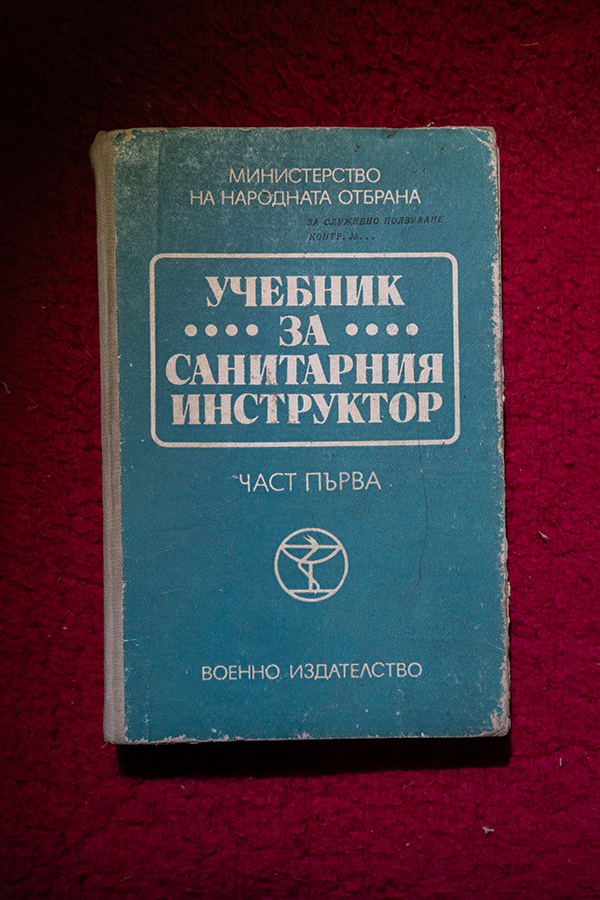 МИНИСТЕРСТВО
НА НАРОДНАТА ОТБРАНА
ЗА СЛУЖЕБНО ПОЛЗУВАНЕ
КОНТР. №...
УЧЕБНИК
•••• ЗА ••••
САНИТАРНИЯ
ИНСТРУКТОР
ЧАСТ ПЪРВА
ВОЕННО ИЗДАТЕЛСТВО